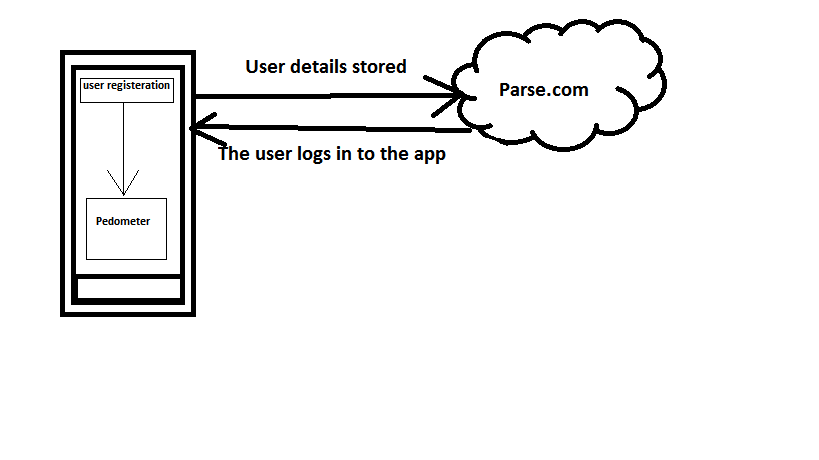 user registeration
User details stored
Parse.com
The user logs in to the app
Pedometer